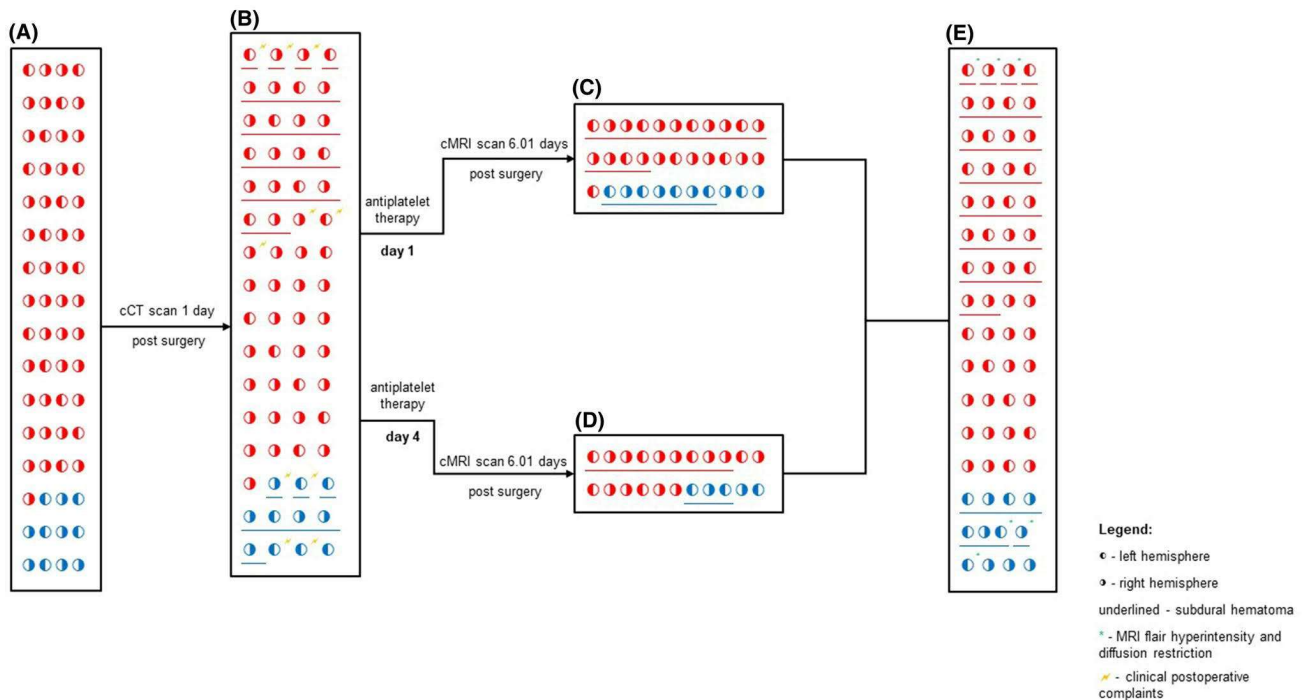 (A)
(B)
(C)
(D)
(E)
cCT scan 1 day
post surgery
antiplatelet
therapy
day 1
cMRI scan 6.01 days
post surgery
antiplatelet
therapy
day 4
cMRI scan 6.01 days
post surgery
Legend:
- left hemisphere
- right hemisphere
underlined - subdural hematoma
* - MRI flair hyperintensity and
diffusion restriction
- clinical postoperative
complaints